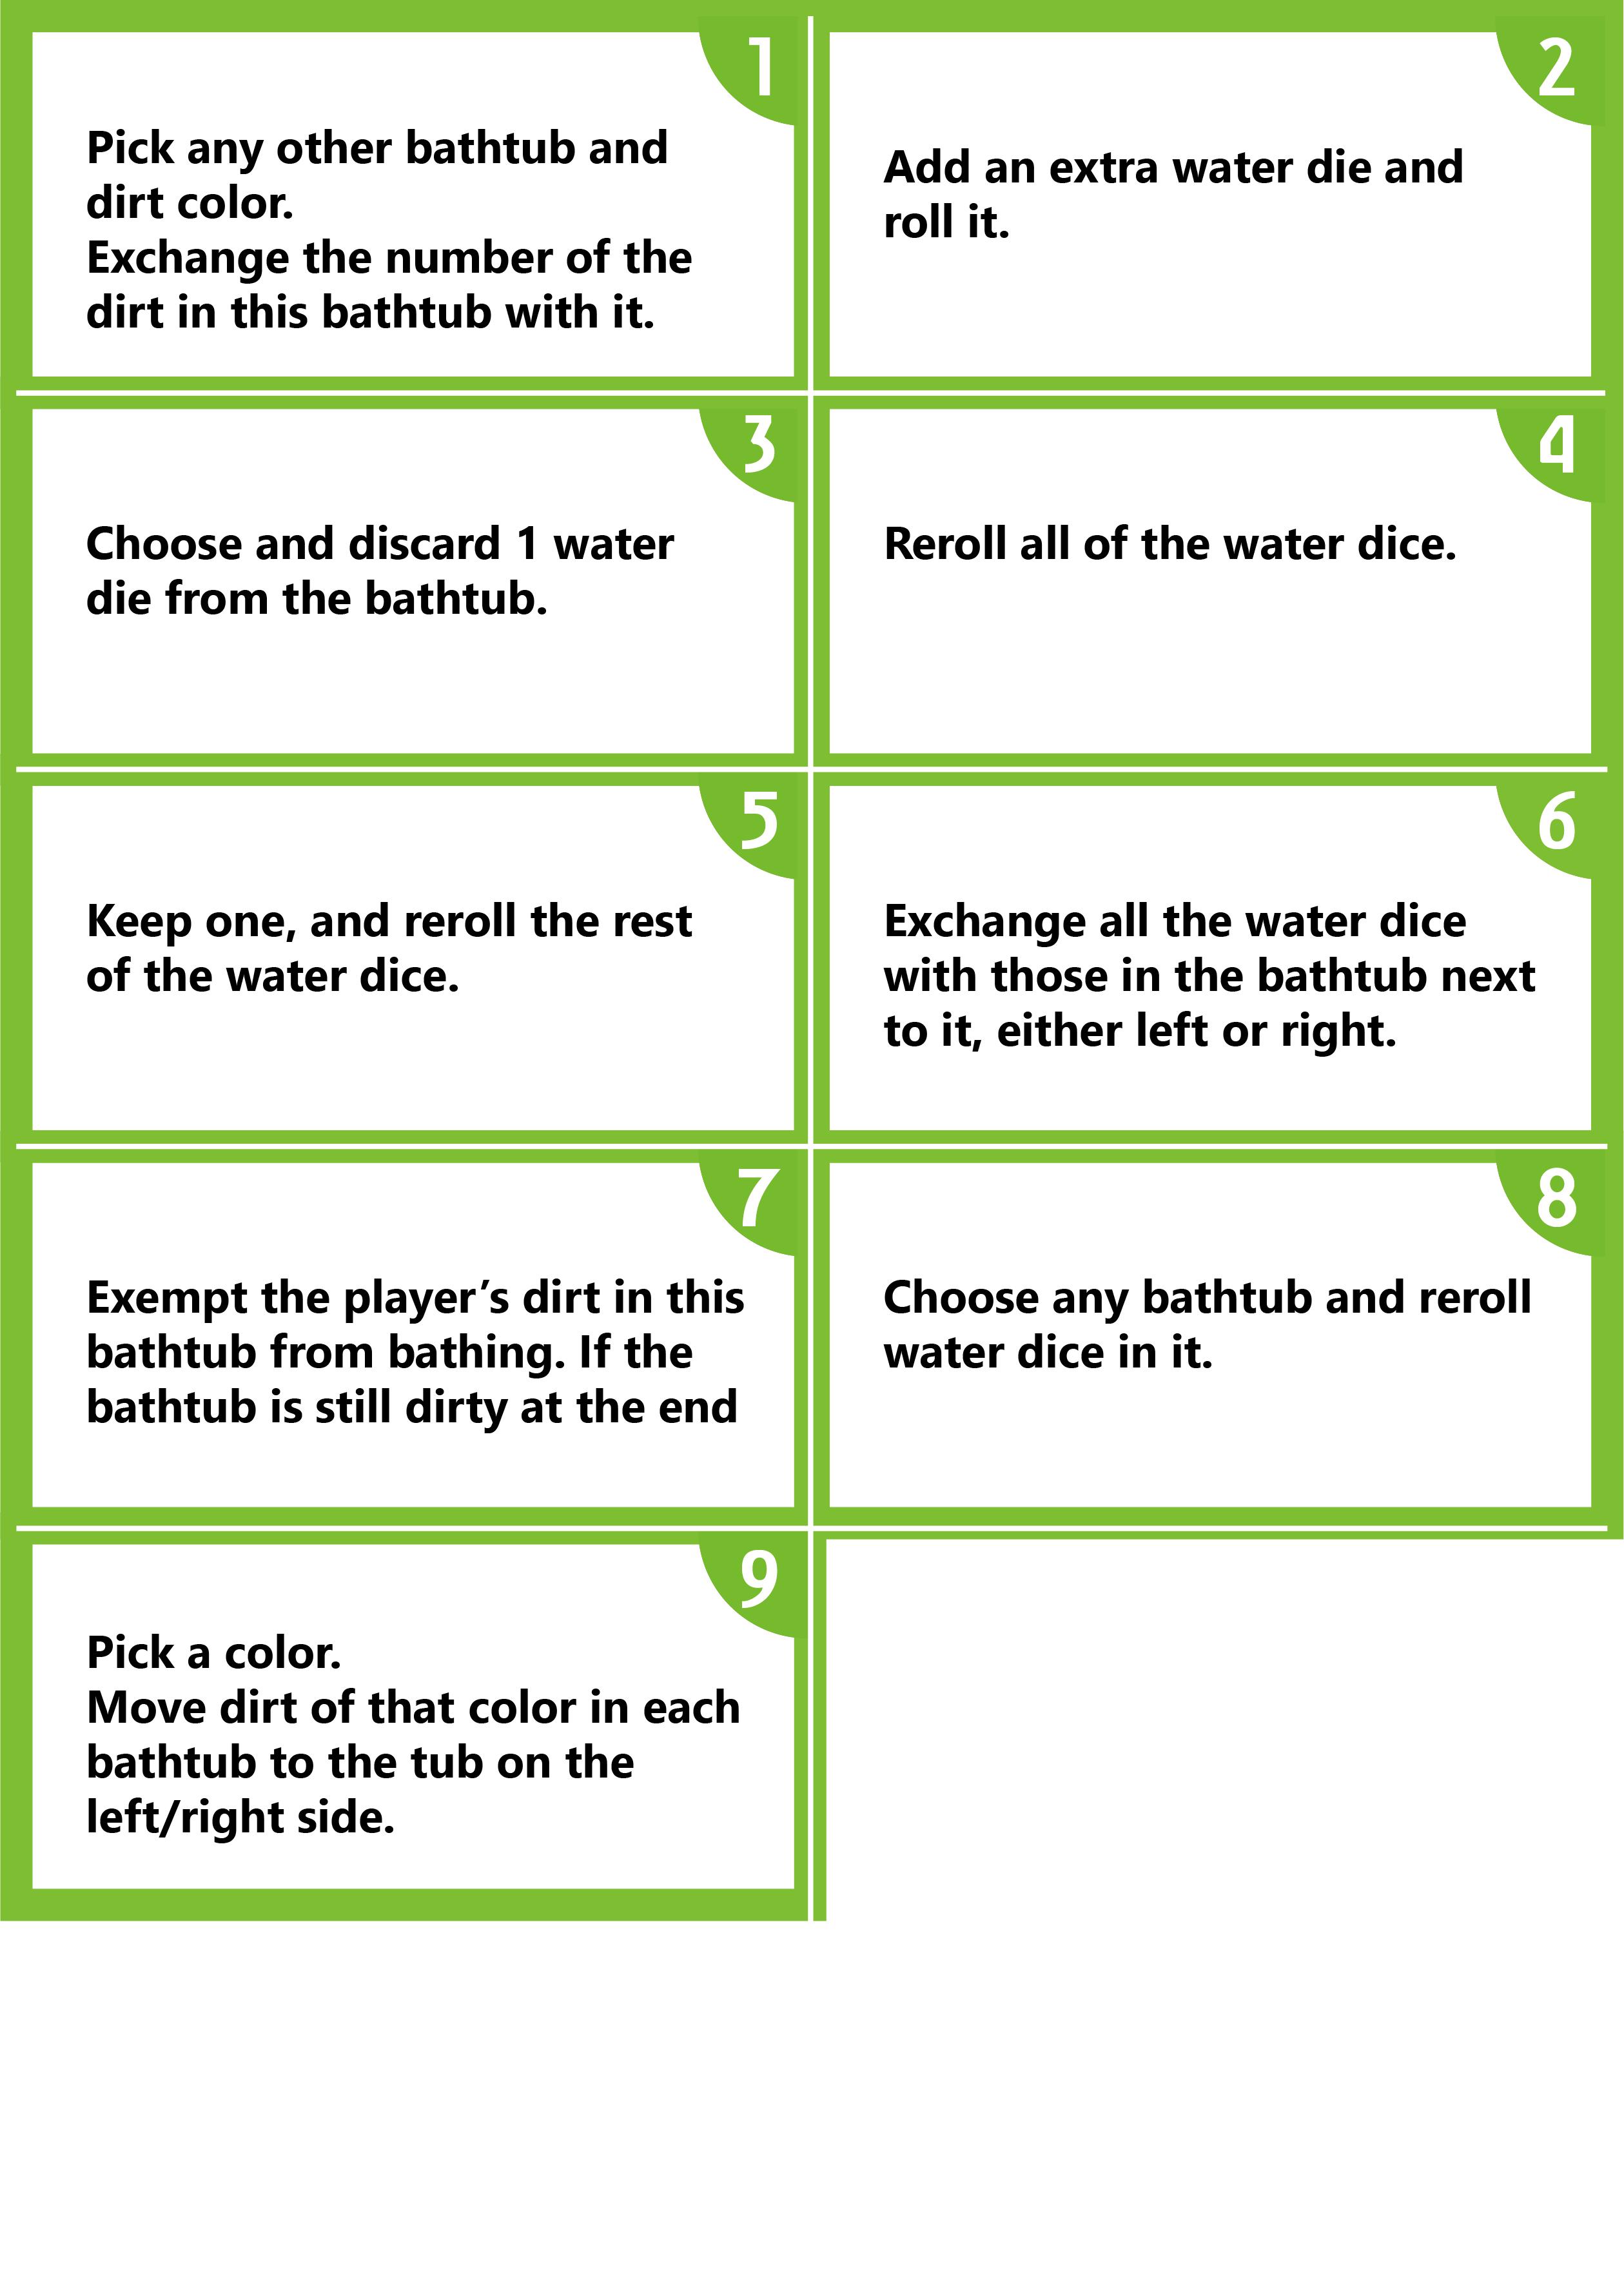 1
Pick any other bathtub and
dirt color.
Exchange the number of the
dirt in this bathtub with it.
2
Add an extra water die and
roll it.
3
Choose and discard 1 water
die from the bathtub.
4
Reroll all of the water dice.
5
Keep one, and reroll the rest
of the water dice.
6
Exchange all the water dice
with those in the bathtub next
to it, either left or right.
7
Exempt the player’s dirt in this
bathtub from bathing. If the
bathtub is still dirty at the end
8
Choose any bathtub and reroll
water dice in it.
9
Pick a color.
Move dirt of that color in each
bathtub to the tub on the
left/right side.